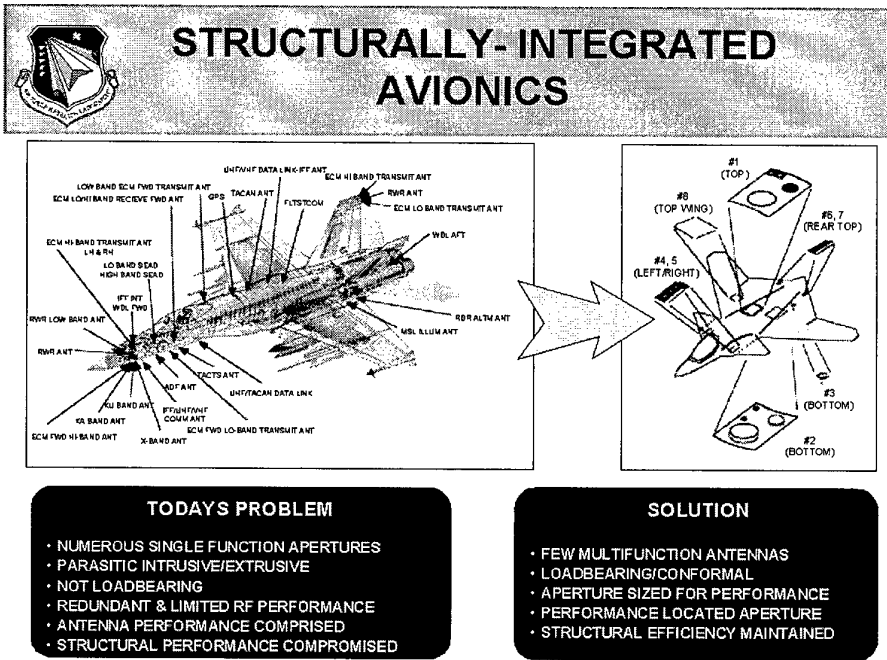 STRUCTURALLY- INTEGRATED
AVIONICS
UHF/VHF DATA LINK-IFF ANT
ECM HI BAND TRANSMIT ANT
LOW BAND ECM FWD TRANSMIT ANT
TACAN ANT
RWR ANT
ECM LO/HI BAND RECIEVE FWD ANT
GPS
FLTSTCOM
ECM LO BAND TRANSMIT ANT
WDL AFT
ECM HI-BAND TRANSMIT ANT
LH & RH
LO BAND SEAD
HIGH BAND SEAD
IFF INT
WDL FWD
RWR LOW BAND ANT
RDR ALTM ANT
MSL ILLUM ANT
RWR ANT
TACTS ANT
UHF/TACAN DATA LINK
ADF ANT
KU BAND ANT
IFF/UHF/VHF
COMM ANT
KA BAND ANT
ECM FWD LO-BAND TRANSMIT ANT
ECM FWD HI-BAND ANT
X-BAND ANT
#1
(TOP)
#8
(TOP WING)
#6, 7
(REAR TOP)
#4, 5
(LEFT/RIGHT)
#3
(BOTTOM)
#2
(BOTTOM)
TODAYS PROBLEM
• NUMEROUS SINGLE FUNCTION APERTURES
• PARASITIC INTRUSIVE/EXTRUSIVE
• NOT LOADBEARING
• REDUNDANT & LIMITED RF PERFORMANCE
• ANTENNA PERFORMANCE COMPRISED
• STRUCTURAL PERFORMANCE COMPROMISED
SOLUTION
• FEW MULTIFUNCTION ANTENNAS
• LOADBEARING/CONFORMAL
• APERTURE SIZED FOR PERFORMANCE
• PERFORMANCE LOCATED APERTURE
• STRUCTURAL EFFICIENCY MAINTAINED